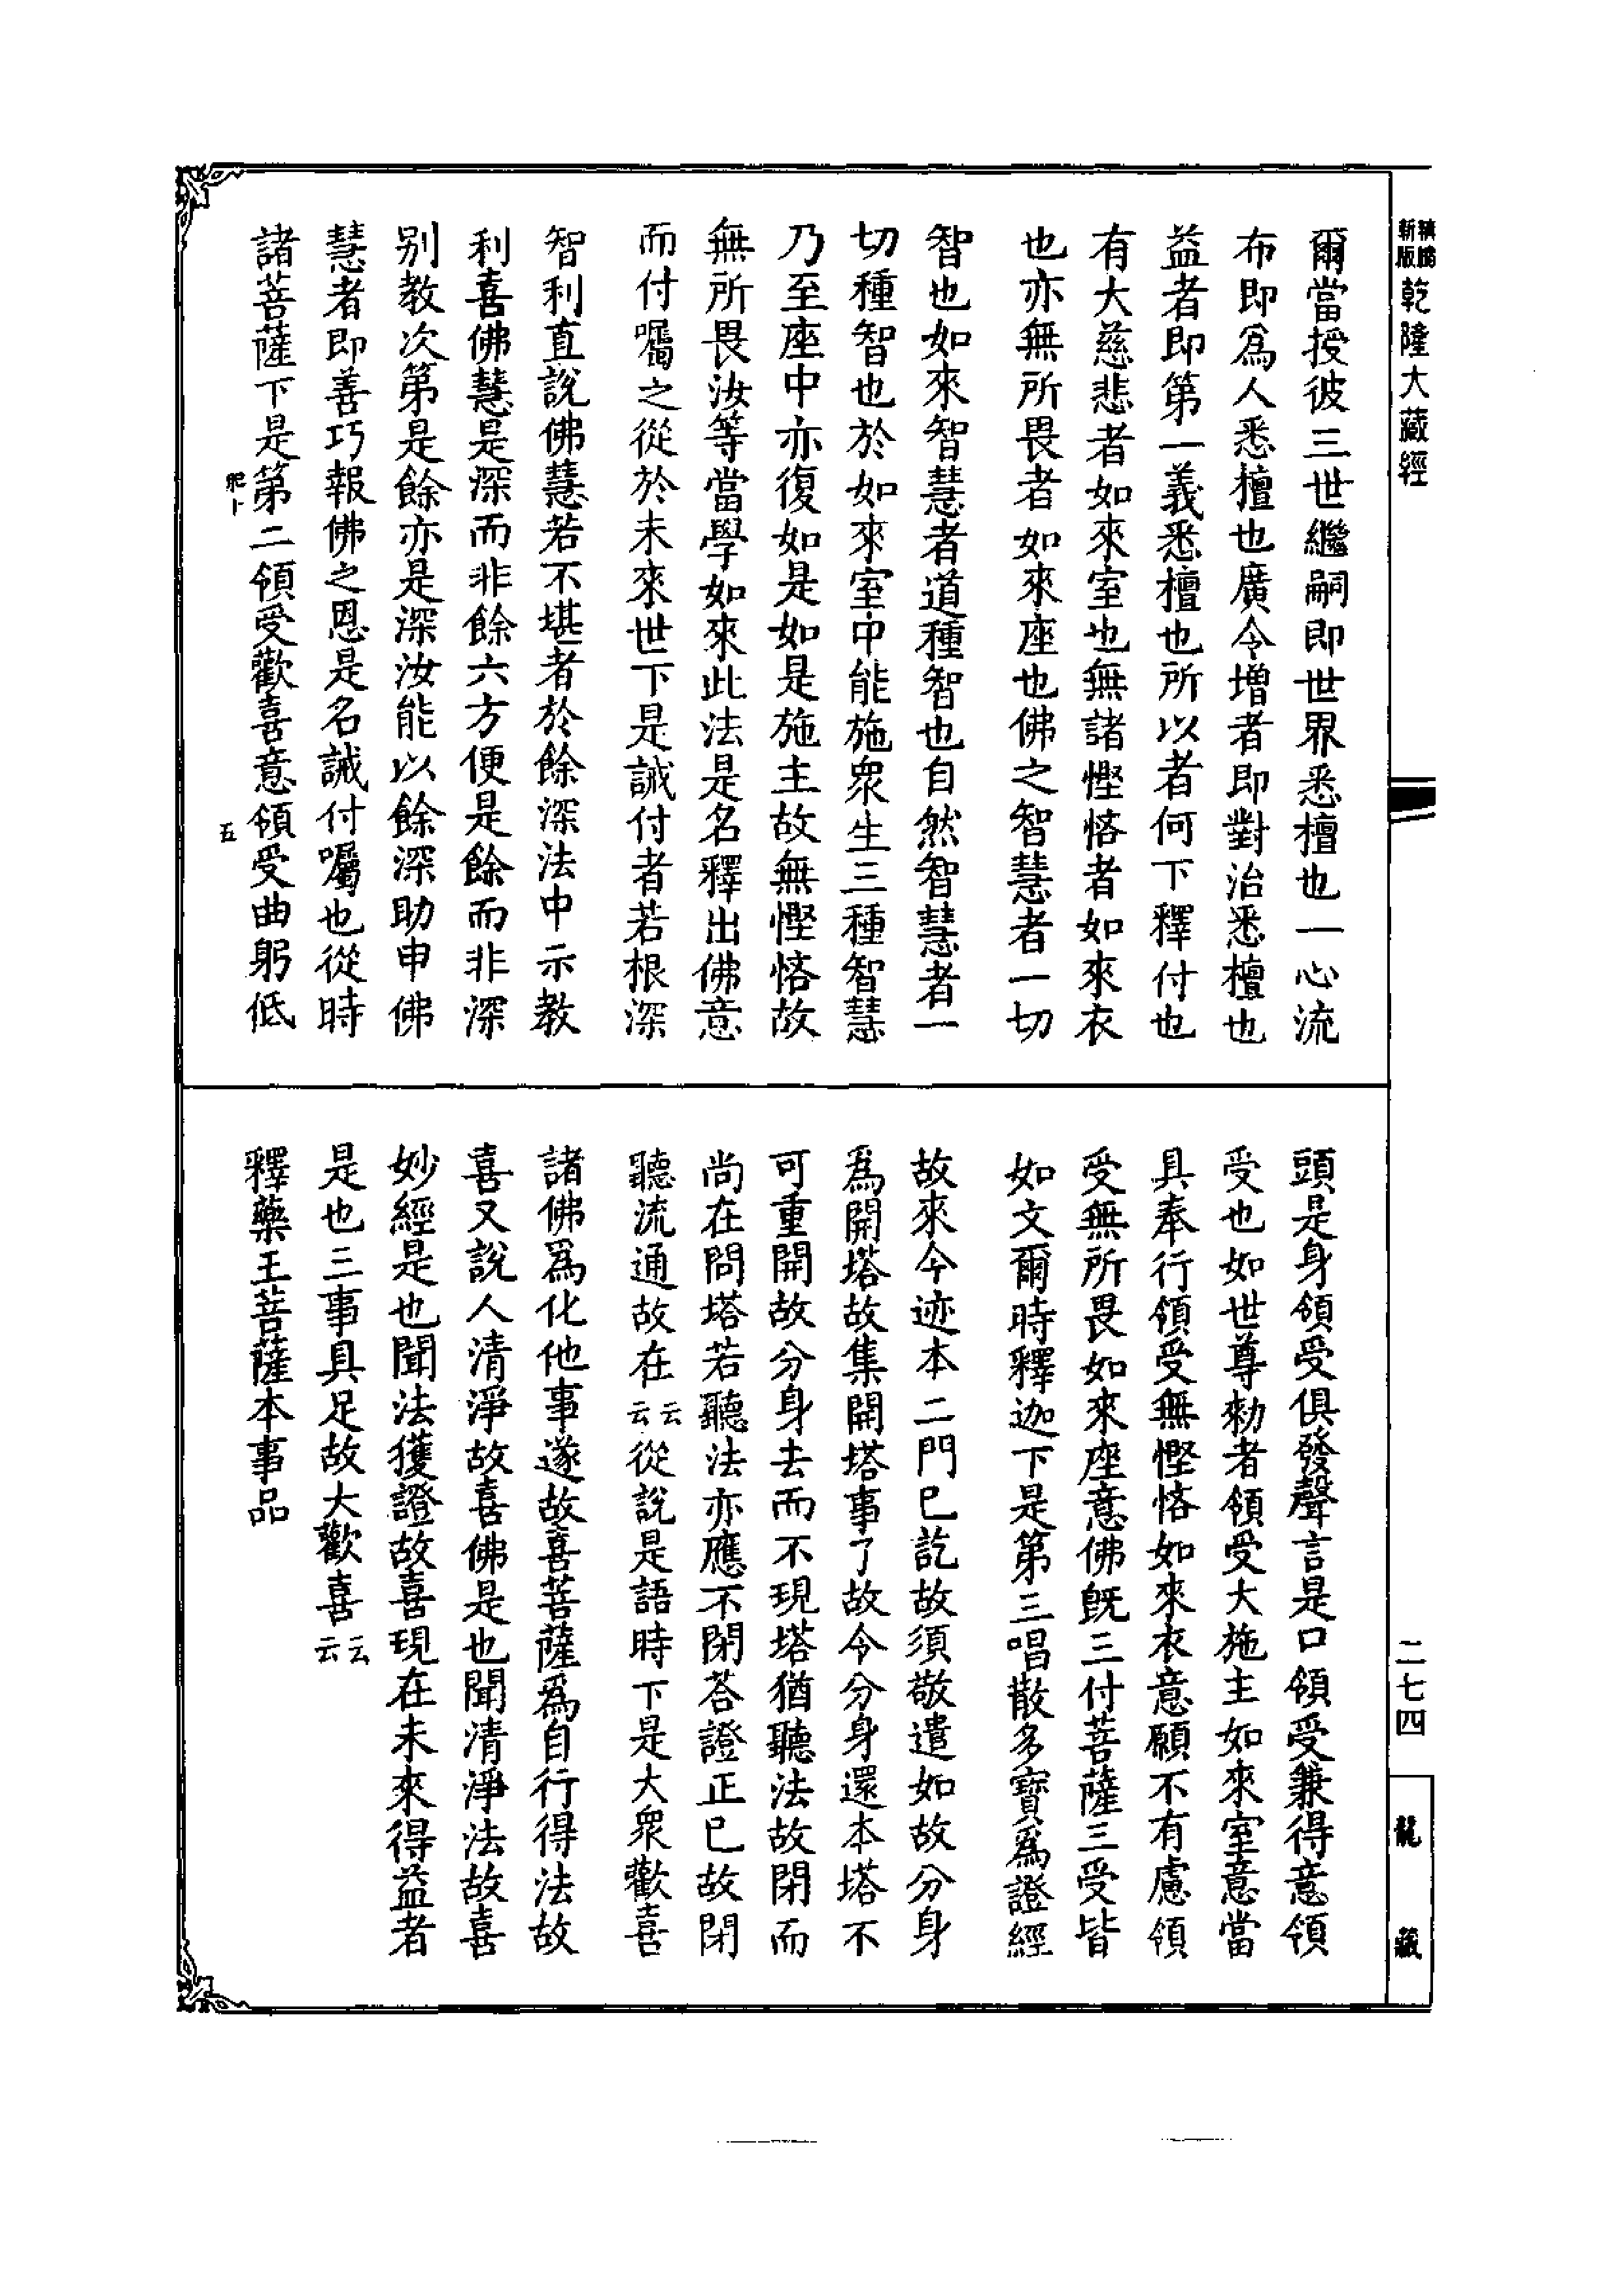 新版
縮騰
乾隆大藏經
爾當授彼三世繼嗣即世界悉檀也一心流
布即爲人悉檀也廣令增者即對治悉檀也
益者即第一義悉檀也所以者何下釋付也
有大慈悲者如來室也無諸慳悋者如來衣
也亦無所畏者如來座也佛之智慧者一切
智也如來智慧者道種智也自然智慧者一
切種智也於如來室中能施眾生三種智慧
乃至座中亦復如是如是施主故無慳悋故
無所畏汝等當學如來此法是名釋出佛意
而付囑之從於未來世下是誡付者若根深
智利直說佛慧若不堪者於餘深法中示教
利喜佛慧是深而非餘六方便是餘而非深
別教次第是餘亦是深汝能以餘深助申佛
慧者即善巧報佛之恩是名誡付囑也從時
諸菩薩下是第二領受歡喜意領受曲躬低
五
頭是身領受俱發聲言是口領受兼得意領
受也如世尊勑者領受大施主如來室意當
具奉行領受無慳悋如來衣意願不有慮領
受無所畏如來座意佛既三付菩薩三受皆
如文爾時釋迦下是第三唱散多寶爲證經
故來今迹本二門已訖故須敬遣如故分身
爲開塔故集開塔事了故今分身還本塔不
可重開故分身去而不現塔猶聽法故閉而
尚在問塔若聽法亦應不閉荅證正已故閉
聽流通故在云云從說是語時下是大眾歡喜
諸佛爲化他事遂故喜菩薩爲自行得法故
喜又說人清淨故喜佛是也聞清淨法故喜
妙經是也聞法獲證故喜現在未來得益者
是也三事具足故大歡喜云云
釋藥王菩薩本事品
二七四
龍藏